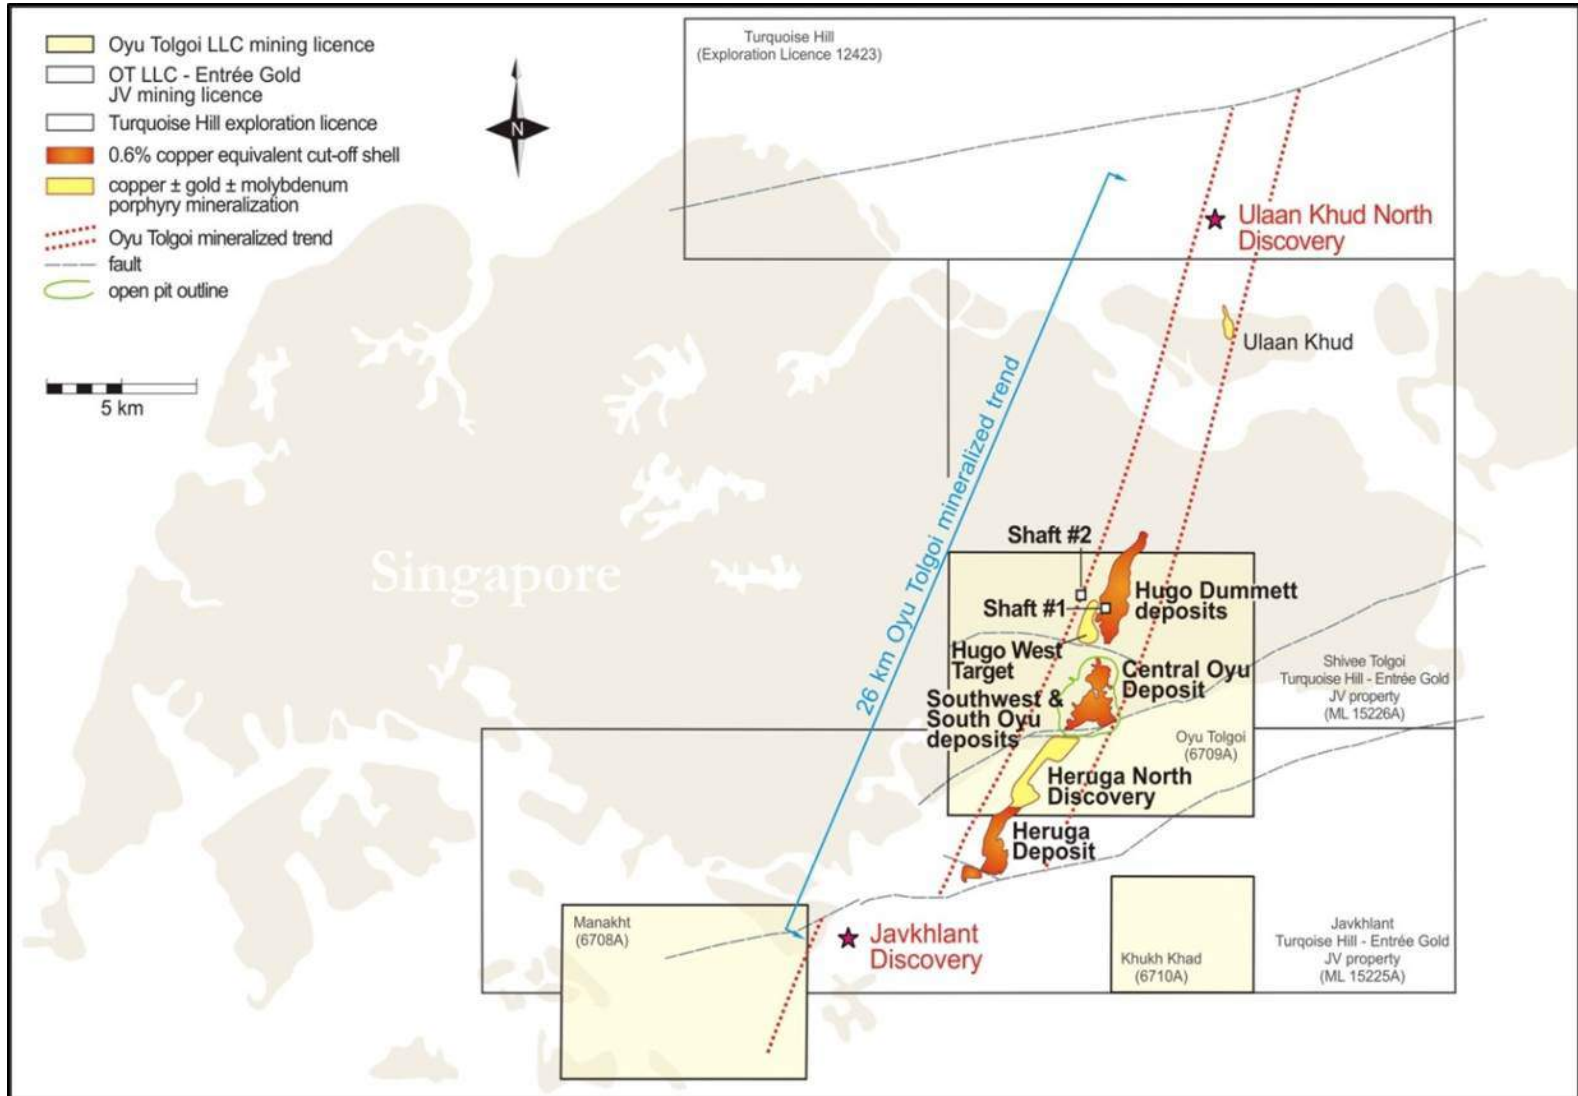 Oyu Tolgoi LLC mining licence
OT LLC - Entrée Gold
JV mining licence
Turquoise Hill exploration licence
0.6% copper equivalent cut-off shell
copper ± gold ± molybdenum
porphyry mineralization
Oyu Tolgoi mineralized trend
fault
open pit outline
5 km
N
Turquoise Hill
(Exploration Licence 12423)
Ulaan Khud North
Discovery
Ulaan Khud
26 km Oyu Tolgoi mineralized trend
Singapore
Shaft #2
Shaft #1
Hugo Dummett
deposits
Hugo West
Target
Central Oyu
Deposit
Southwest &
South Oyu
deposits
Shivee Tolgoi
Turquoise Hill - Entrée Gold
JV property
(ML 15226A)
Oyu Tolgoi
(6709A)
Heruga North
Discovery
Heruga
Deposit
Manakht
(6708A)
Javkhlant
Discovery
Khukh Khad
(6710A)
Javkhlant
Turqoise Hill - Entrée Gold
JV property
(ML 15225A)